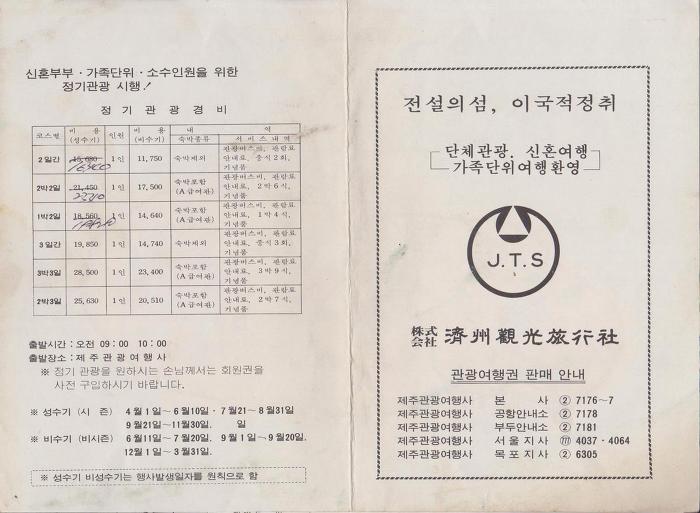 신혼부부 · 가족단위 · 소수인원을 위한
정기관광 시행!
정 기 관 광 경 비
코스별 비 용 (성수기) 인원 비 용 (비수기) 내 역
숙박종류 서비스내역
2일간 15,680 1인 11,750 숙박제외 관광버스비, 관람료
안내료, 중식2회,
기념품
2박2일 21,450 1인 17,500 숙박포함 (A급여관) 관광버스비, 관람료
안내료, 2박6식,
기념품
1박2일 18,560 1인 14,640 숙박포함 (A급여관) 관광버스비, 관람료
안내료, 1박4식,
기념품
3일간 19,850 1인 14,740 숙박제외 관광버스비, 관람료
안내료, 중식3회,
기념품
3박3일 28,500 1인 23,400 숙박포함 (A급여관) 관광버스비, 관람료
안내료, 3박9식,
기념품
2박3일 25,630 1인 20,510 숙박포함 (A급여관) 관광버스비, 관람료
안내료, 2박7식,
기념품
출발시간 : 오전 09 : 00 10 : 00
출발장소 : 제주관광여행사
※ 정기 관광을 원하시는 손님께서는 회원권을
사전 구입하시기 바랍니다.
※ 성수기 (시 즌) 4월1일~6월10일 · 7월21~8월31일
9월21일~11월30일. 일
※ 비수기 (비시즌) 6월11일~7월20일. 9월1일~9월20일.
12월1일~3월31일.
※ 성수기 비성수기는 행사발생일자를 원칙으로 함
전설의섬, 이국적정취
단체관광. 신혼여행
가족단위여행환영
J.T.S
株式会社 濟州觀光旅行社
관광여행권 판매 안내
제주관광여행사 본 사 ② 7176~7
제주관광여행사 공항안내소 ② 7178
제주관광여행사 부두안내소 ② 7181
제주관광여행사 서울지사 4037 · 4064
제주관광여행사 목포지사 ② 6305